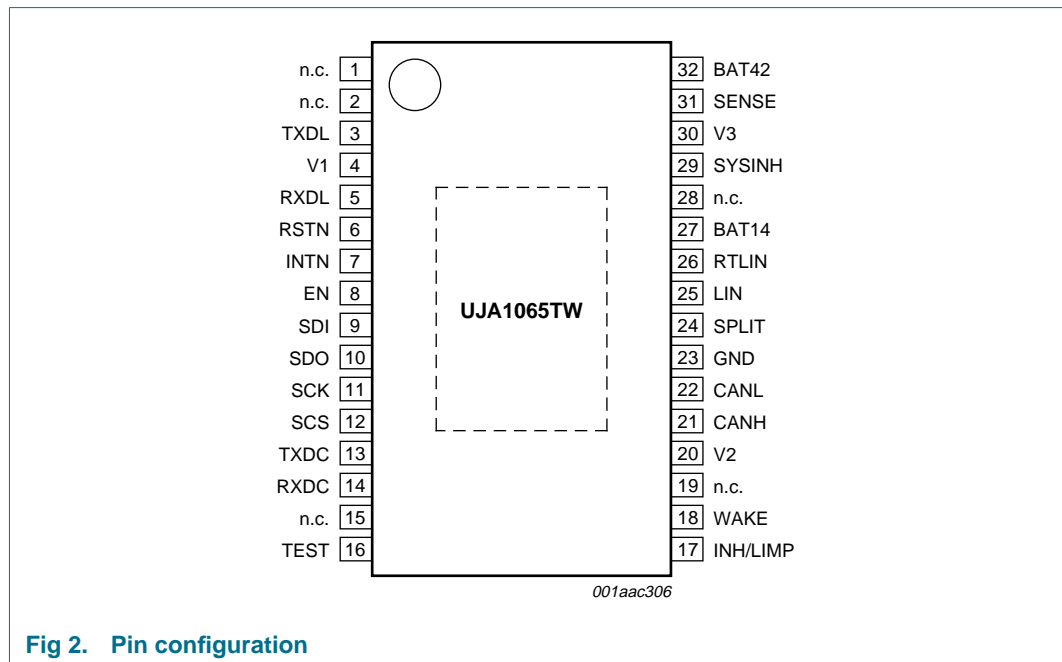 n.c. 1
n.c. 2
TXDL 3
V1 4
RXDL 5
RSTN 6
INTN 7
EN 8
SDI 9
SDO 10
SCK 11
SCS 12
TXDC 13
RXDC 14
n.c. 15
TEST 16
UJA1065TW
32 BAT42
31 SENSE
30 V3
29 SYSINH
28 n.c.
27 BAT14
26 RTLIN
25 LIN
24 SPLIT
23 GND
22 CANL
21 CANH
20 V2
19 n.c.
18 WAKE
17 INH/LIMP
001aac306
Fig 2. Pin configuration